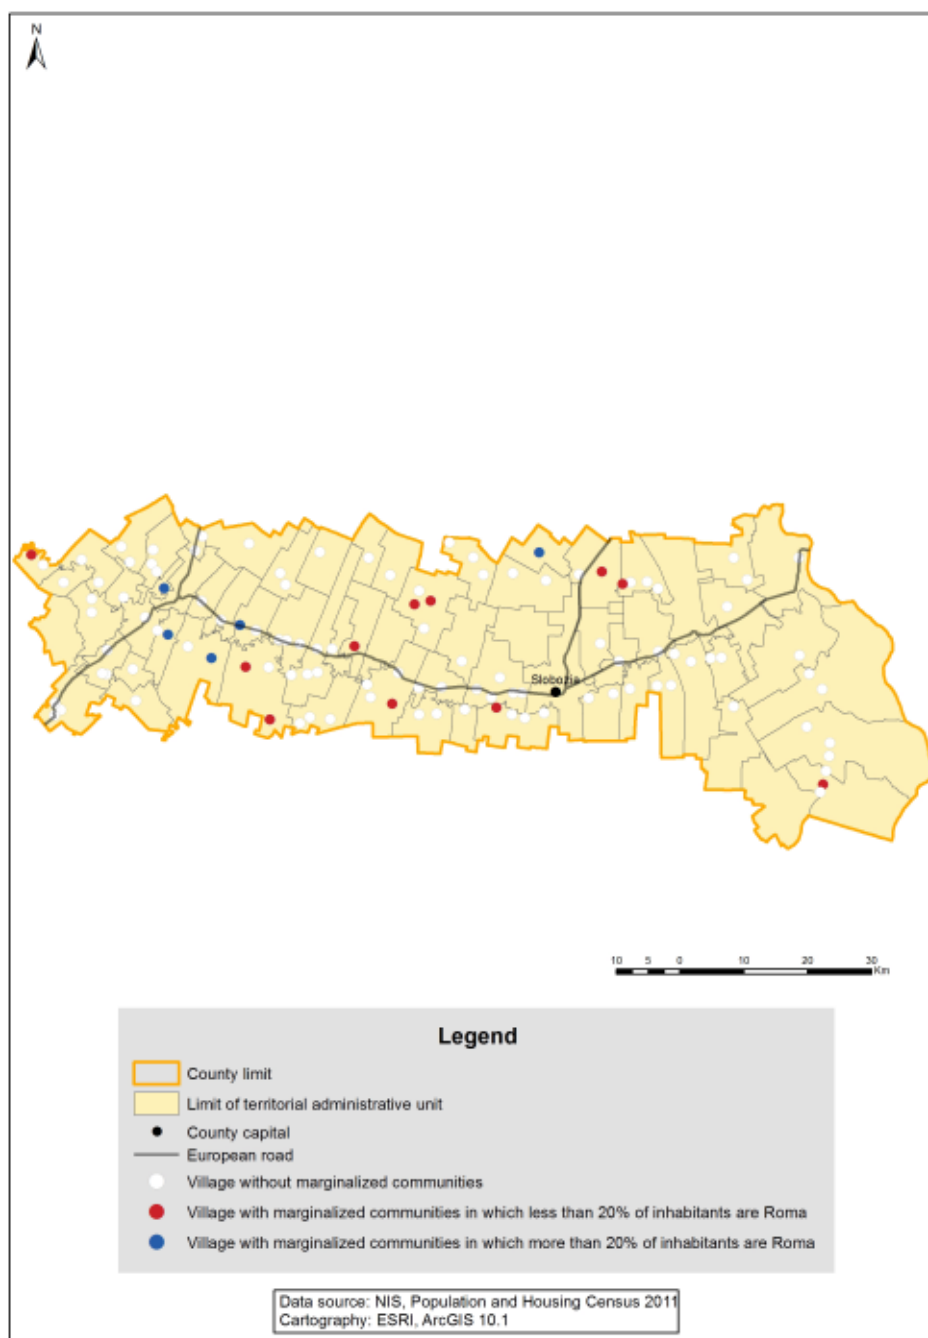 N
Slobozia
10 5 0 10 20 30
Km
Legend
County limit
Limit of territorial administrative unit
County capital
European road
Village without marginalized communities
Village with marginalized communities in which less than 20% of inhabitants are Roma
Village with marginalized communities in which more than 20% of inhabitants are Roma
Data source: NIS, Population and Housing Census 2011
Cartography: ESRI, ArcGIS 10.1